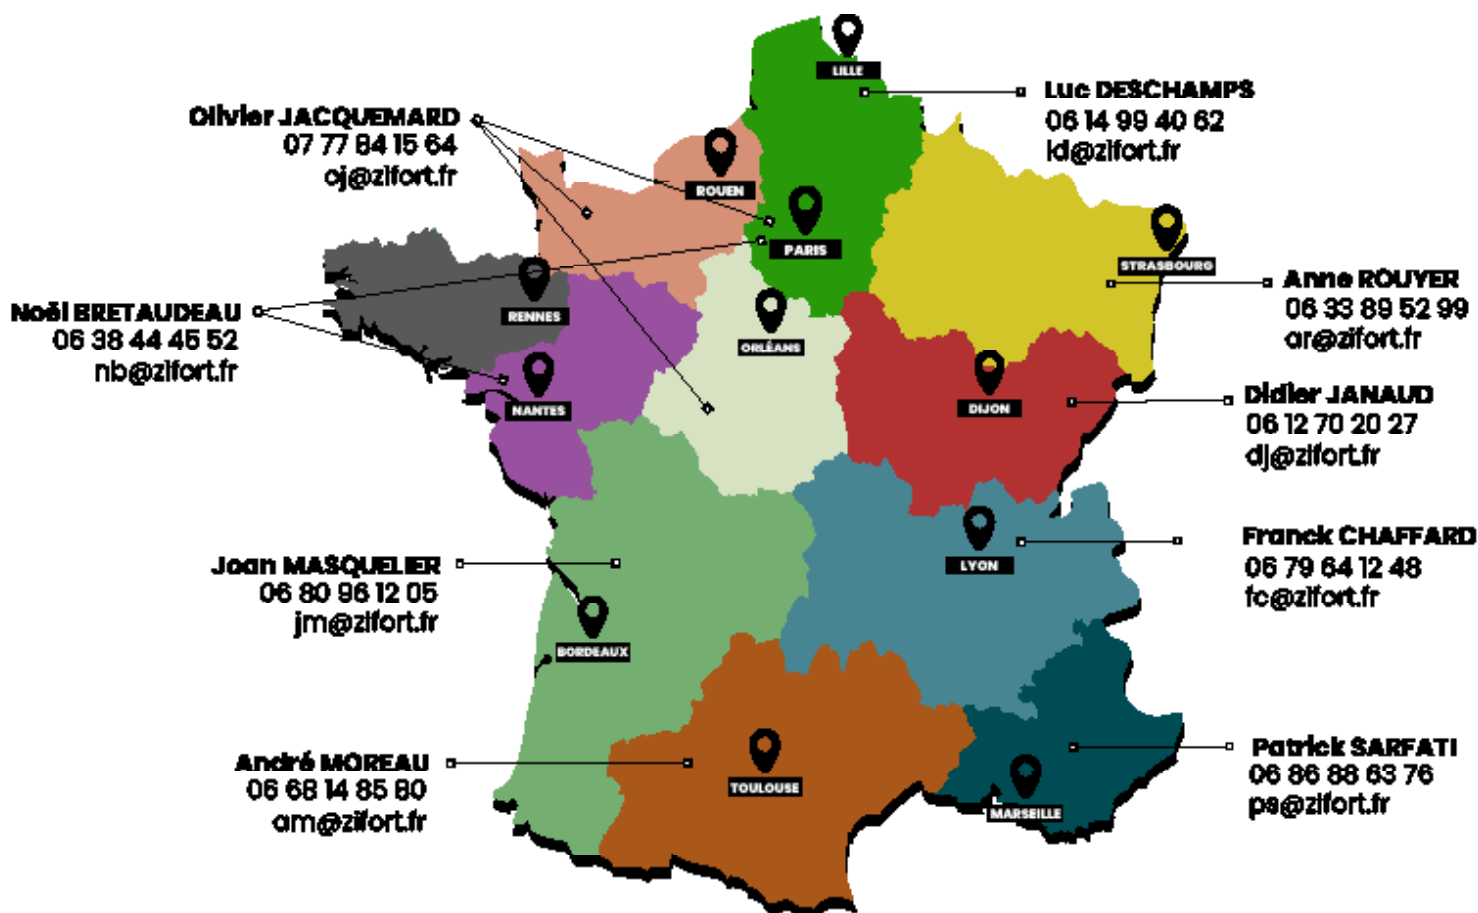 LILLE
Luc DESCHAMPS
06 14 99 40 62
ld@zifort.fr
Olivier JACQUEMARD
07 77 84 15 64
oj@zifort.fr
ROUEN
PARIS
STRASBOURG
Anne ROUYER
06 33 89 52 99
ar@zifort.fr
Noël BRETAUDEAU
06 38 44 45 52
nb@zifort.fr
RENNES
ORLÉANS
NANTES
DIJON
Didier JANAUD
06 12 70 20 27
dj@zifort.fr
Franck CHAFFARD
06 79 64 12 48
fc@zifort.fr
LYON
Joan MASQUELIER
06 80 96 12 05
jm@zifort.fr
BORDEAUX
André MOREAU
06 68 14 85 80
am@zifort.fr
TOULOUSE
Patrick SARFATI
06 86 88 63 76
ps@zifort.fr
MARSEILLE